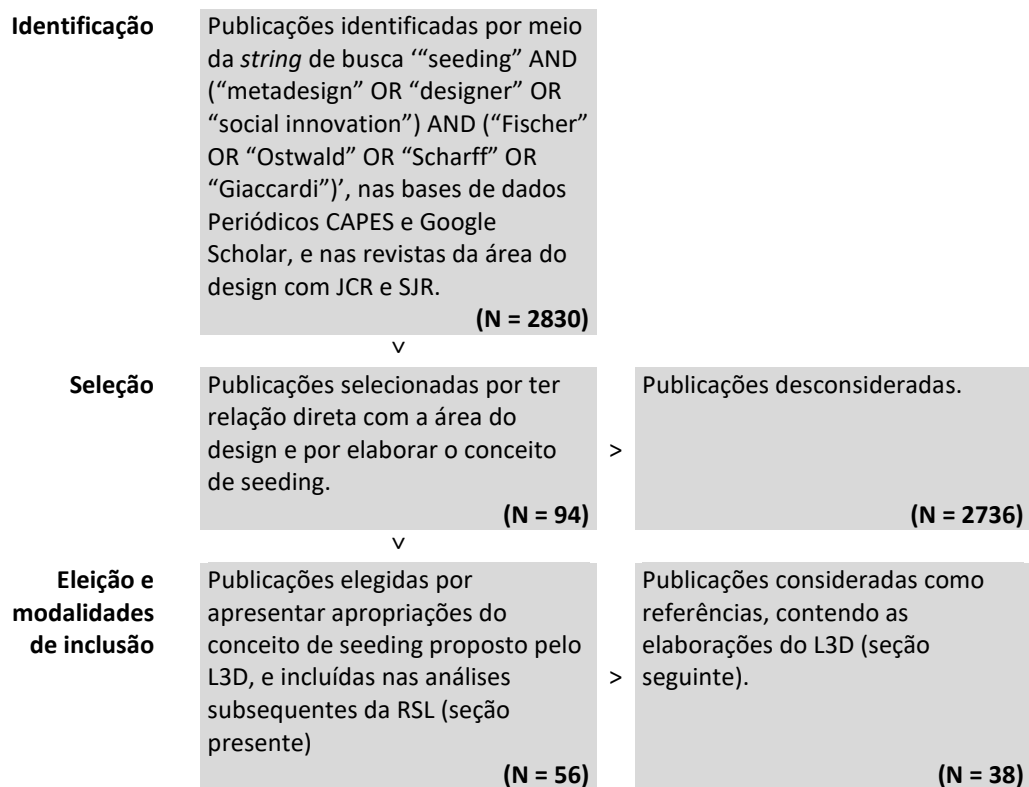 Identificação
Publicações identificadas por meio
da string de busca ‘“seeding” AND
(“metadesign” OR “designer” OR
“social innovation”) AND (“Fischer”
OR “Ostwald” OR “Scharff” OR
“Giaccardi”)’, nas bases de dados
Periódicos CAPES e Google
Scholar, e nas revistas da área do
design com JCR e SJR.
(N = 2830)
˅
Seleção
Publicações selecionadas por ter
relação direta com a área do
design e por elaborar o conceito
de seeding.
(N = 94)
>
Publicações desconsideradas.
(N = 2736)
˅
Eleição e
modalidades
de inclusão
Publicações elegidas por
apresentar apropriações do
conceito de seeding proposto pelo
L3D, e incluídas nas análises
subsequentes da RSL (seção
presente)
(N = 56)
>
Publicações consideradas como
referências, contendo as
elaborações do L3D (seção
seguinte).
(N = 38)